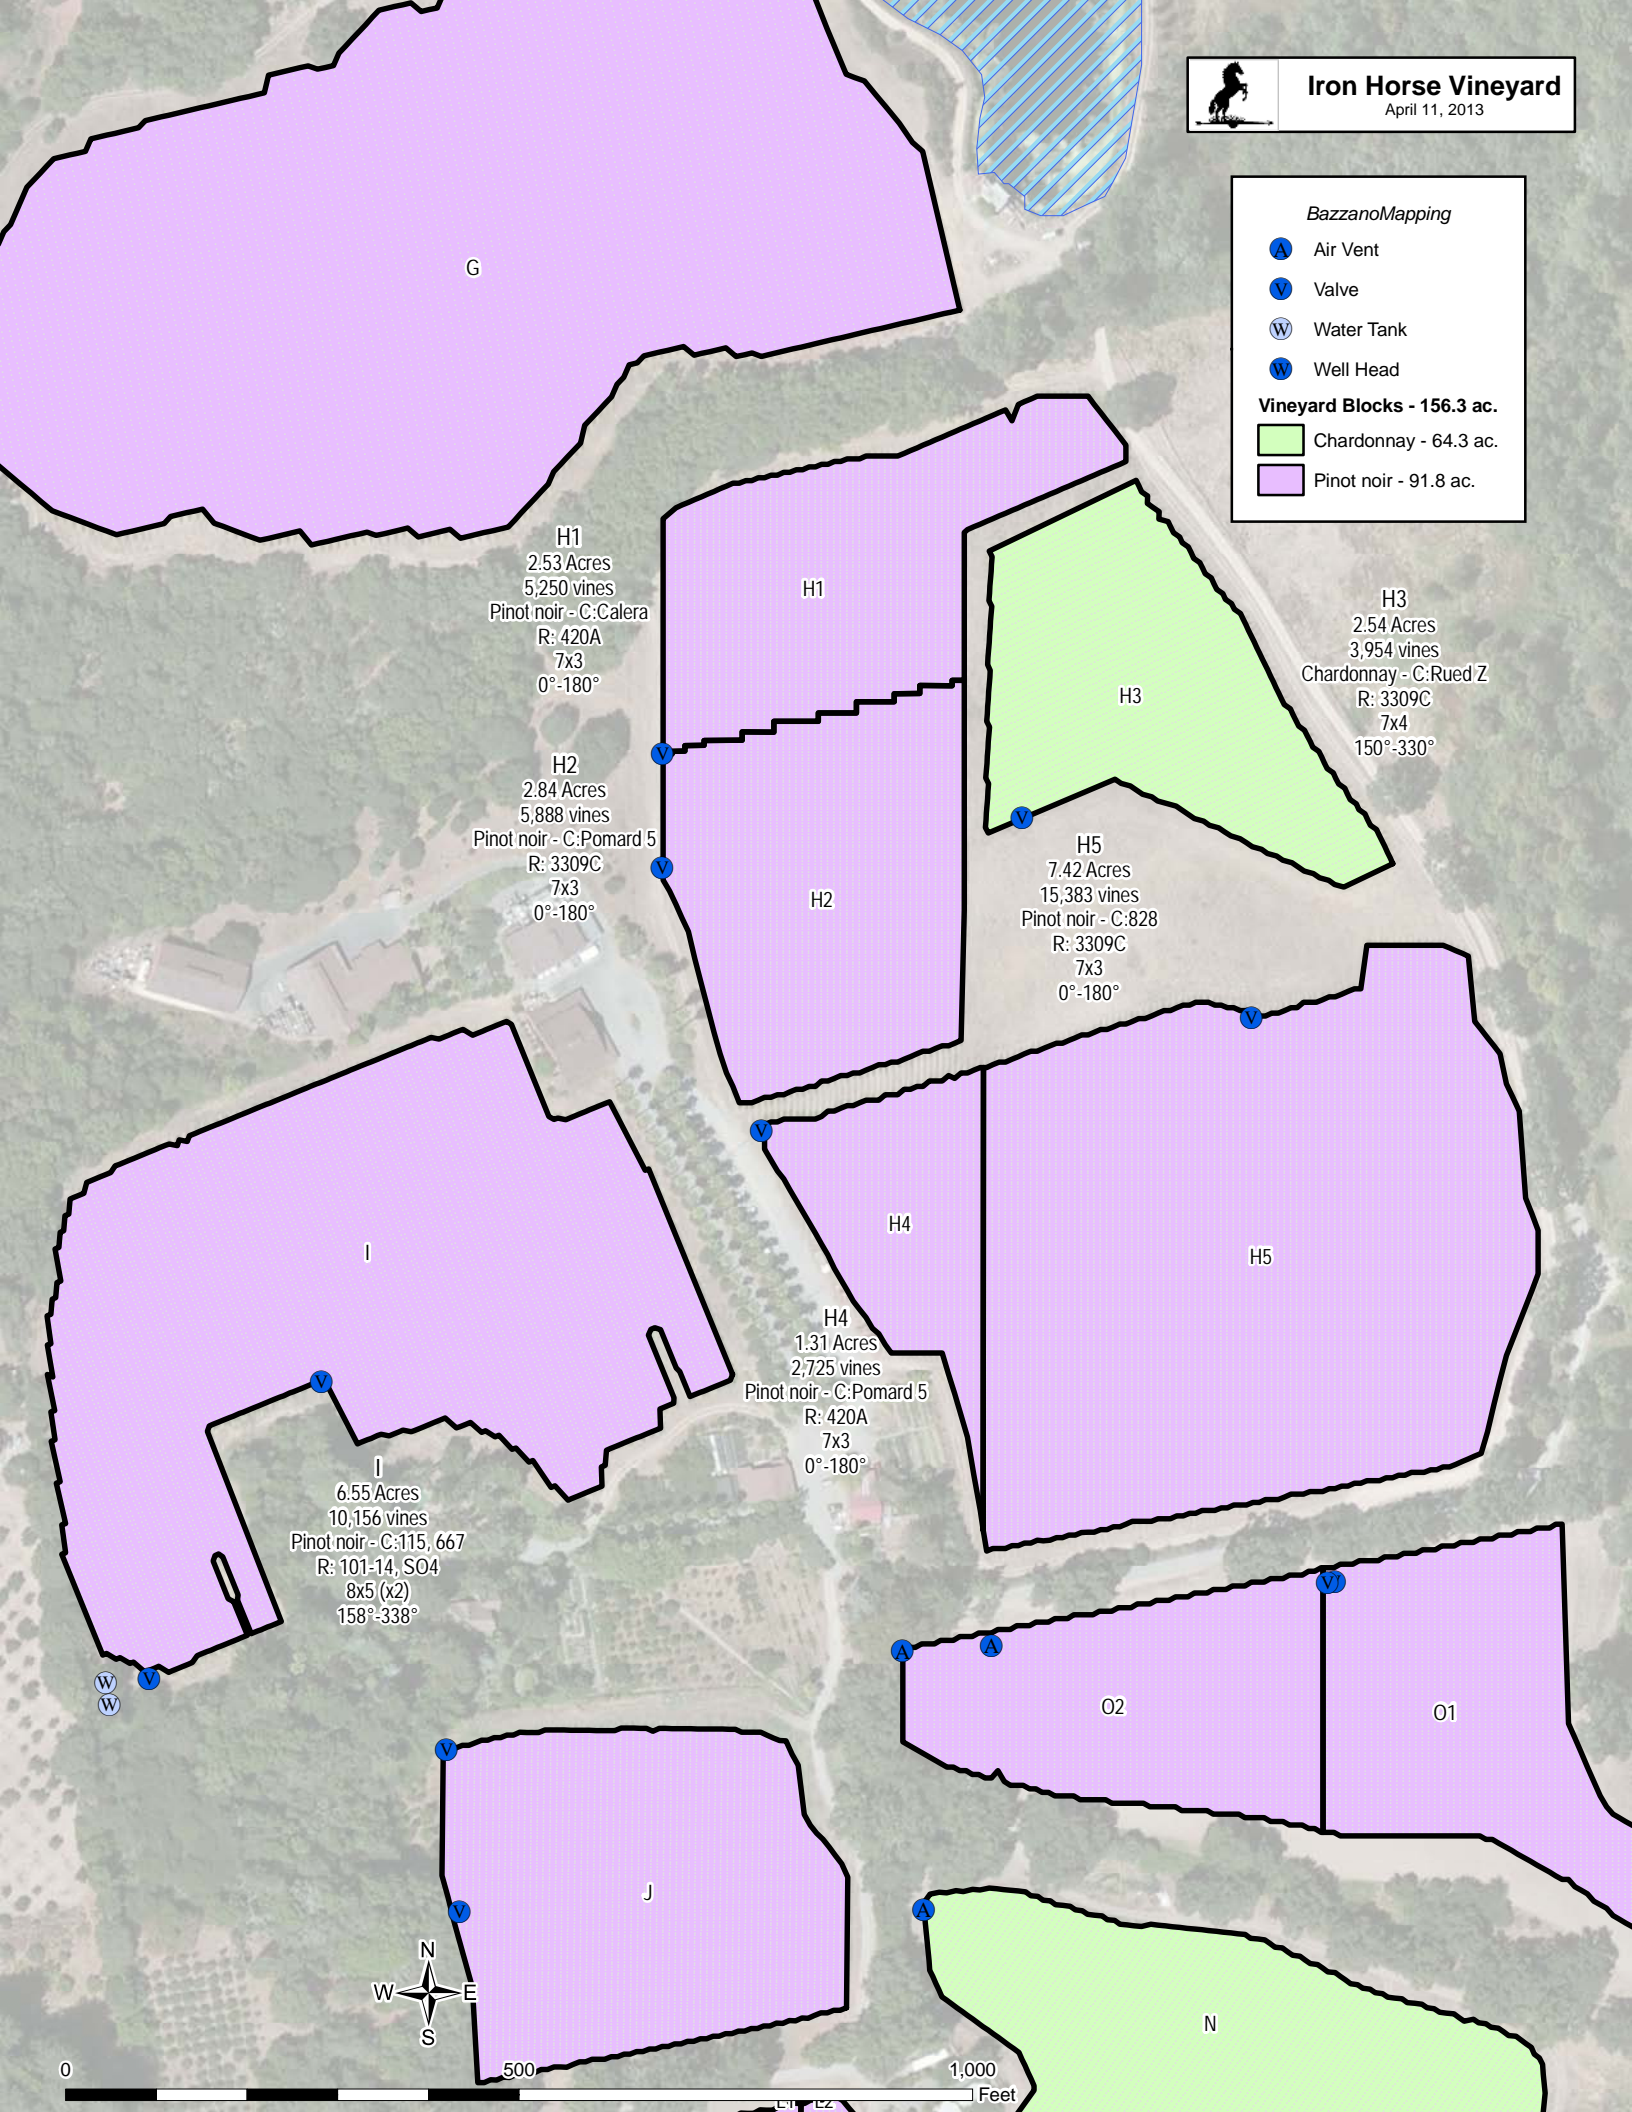 Iron Horse Vineyard
April 11, 2013
BazzanoMapping
A Air Vent
V Valve
W Water Tank
W Well Head
Vineyard Blocks - 156.3 ac.
Chardonnay - 64.3 ac.
Pinot noir - 91.8 ac.
G
H1
2.53 Acres
5,250 vines
Pinot noir - C:Calera
R: 420A
7x3
0°-180°
H1
H3
2.54 Acres
3,954 vines
Chardonnay - C:Rued Z
R: 3309C
7x4
150°-330°
H3
V
H2
2.84 Acres
5,888 vines
Pinot noir - C:Pomard 5
R: 3309C
7x3
0°-180°
V
H2
V
H5
7.42 Acres
15,383 vines
Pinot noir - C:828
R: 3309C
7x3
0°-180°
V
V
H4
H5
I
H4
1.31 Acres
2,725 vines
Pinot noir - C:Pomard 5
R: 420A
7x3
0°-180°
V
I
6.55 Acres
10,156 vines
Pinot noir - C:115, 667
R: 101-14, SO4
8x5 (x2)
158°-338°
V
V
A
A
W
V
W
O2
O1
V
J
V
A
N
W
E
S
N
0
500
1,000
Feet
L1
L2